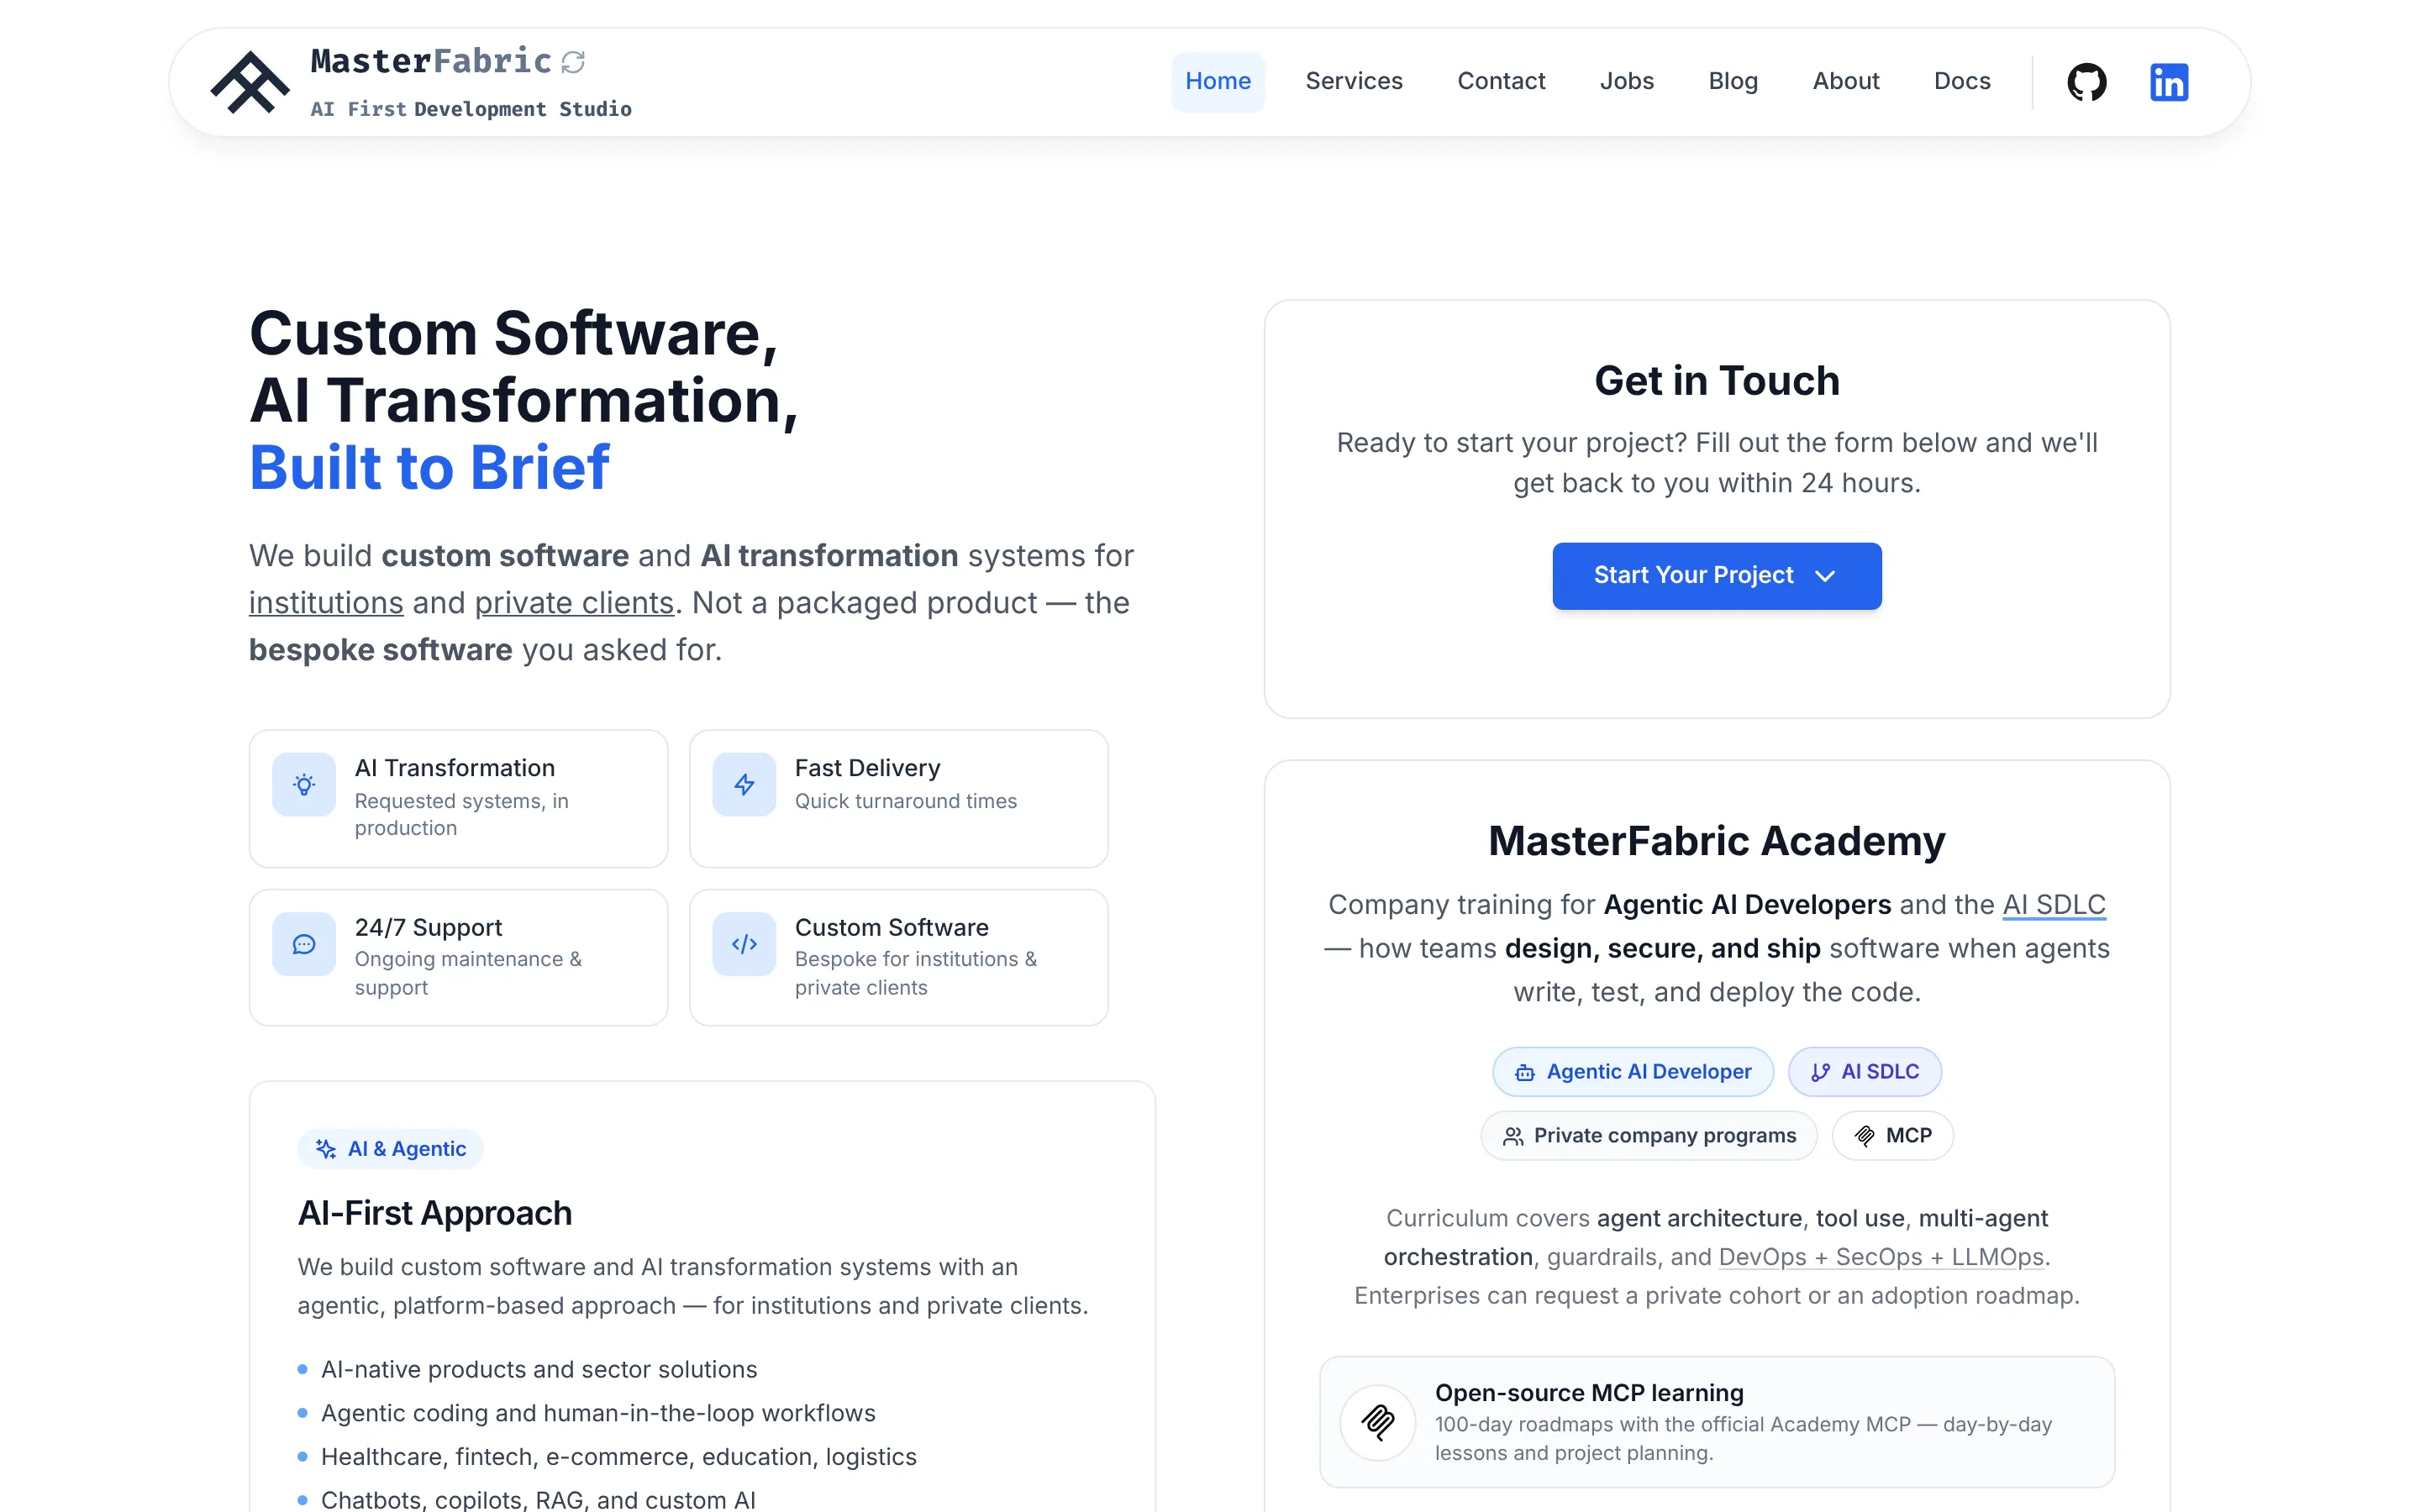 MasterFabric
AI First Development Studio
Home
Services
Contact
Jobs
Blog
About
Docs
Custom Software,
AI Transformation,
Built to Brief
We build custom software and AI transformation systems for
institutions and private clients. Not a packaged product — the
bespoke software you asked for.
AI Transformation
Requested systems, in
production
Fast Delivery
Quick turnaround times
24/7 Support
Ongoing maintenance &
support
Custom Software
Bespoke for institutions &
private clients
AI & Agentic
AI-First Approach
We build custom software and AI transformation systems with an
agentic, platform-based approach — for institutions and private clients.
AI-native products and sector solutions
Agentic coding and human-in-the-loop workflows
Healthcare, fintech, e-commerce, education, logistics
Chatbots, copilots, RAG, and custom AI
Get in Touch
Ready to start your project? Fill out the form below and we'll
get back to you within 24 hours.
Start Your Project
MasterFabric Academy
Company training for Agentic AI Developers and the AI SDLC
— how teams design, secure, and ship software when agents
write, test, and deploy the code.
Agentic AI Developer
AI SDLC
Private company programs
MCP
Curriculum covers agent architecture, tool use, multi-agent
orchestration, guardrails, and DevOps + SecOps + LLMOps.
Enterprises can request a private cohort or an adoption roadmap.
Open-source MCP learning
100-day roadmaps with the official Academy MCP — day-by-day
lessons and project planning.